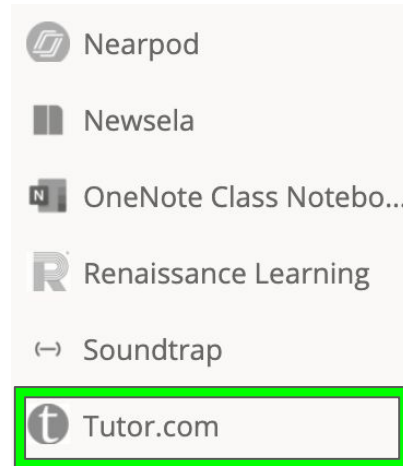 Nearpod
Newsela
N OneNote Class Notebo...
R Renaissance Learning
Soundtrap
t Tutor.com